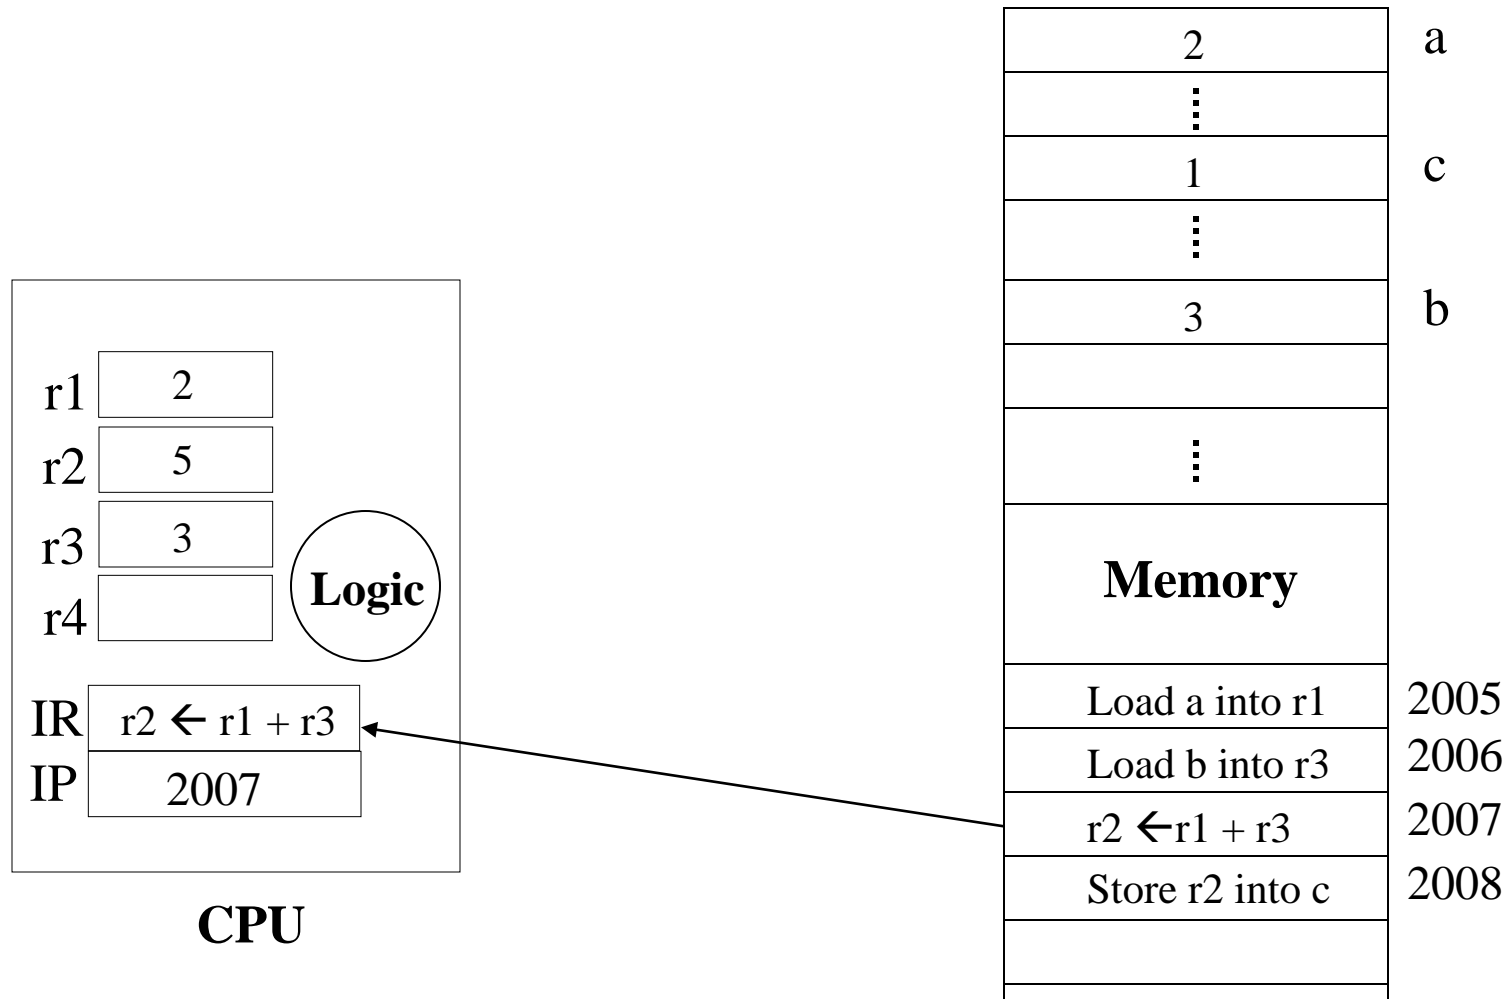 2 a
1 c
3 b
r1 2
r2 5
r3 3
r4
Logic
IR r2 ← r1 + r3
IP 2007
CPU
Memory
Load a into r1 2005
Load b into r3 2006
r2 ←r1 + r3 2007
Store r2 into c 2008